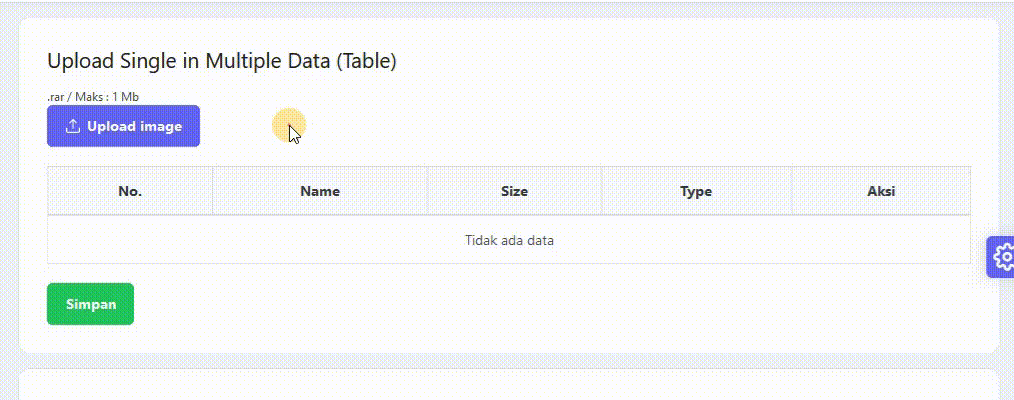 Upload Single in Multiple Data (Table)
.rar / Maks : 1 Mb
Upload image
No. Name Size Type Aksi
Tidak ada data
Simpan